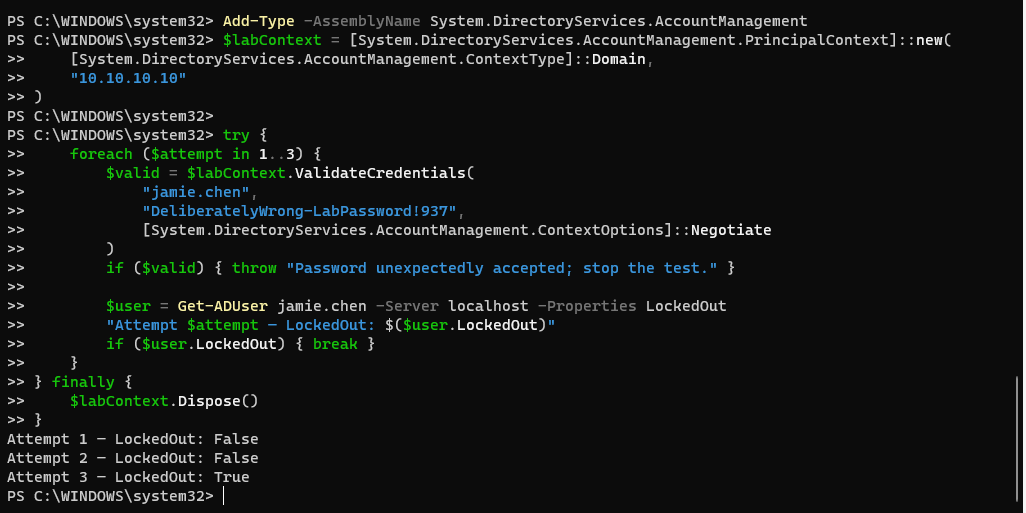 PS C:\WINDOWS\system32> Add-Type -AssemblyName System.DirectoryServices.AccountManagement
PS C:\WINDOWS\system32> $labContext = [System.DirectoryServices.AccountManagement.PrincipalContext]::new(
>>     [System.DirectoryServices.AccountManagement.ContextType]::Domain,
>>     "10.10.10.10"
>> )
PS C:\WINDOWS\system32>
PS C:\WINDOWS\system32> try {
>>     foreach ($attempt in 1..3) {
>>         $valid = $labContext.ValidateCredentials(
>>             "jamie.chen",
>>             "DeliberatelyWrong-LabPassword!937",
>>             [System.DirectoryServices.AccountManagement.ContextOptions]::Negotiate
>>         )
>>         if ($valid) { throw "Password unexpectedly accepted; stop the test." }
>>
>>         $user = Get-ADUser jamie.chen -Server localhost -Properties LockedOut
>>         "Attempt $attempt — LockedOut: $($user.LockedOut)"
>>         if ($user.LockedOut) { break }
>>     }
>> } finally {
>>     $labContext.Dispose()
>> }
Attempt 1 — LockedOut: False
Attempt 2 — LockedOut: False
Attempt 3 — LockedOut: True
PS C:\WINDOWS\system32>